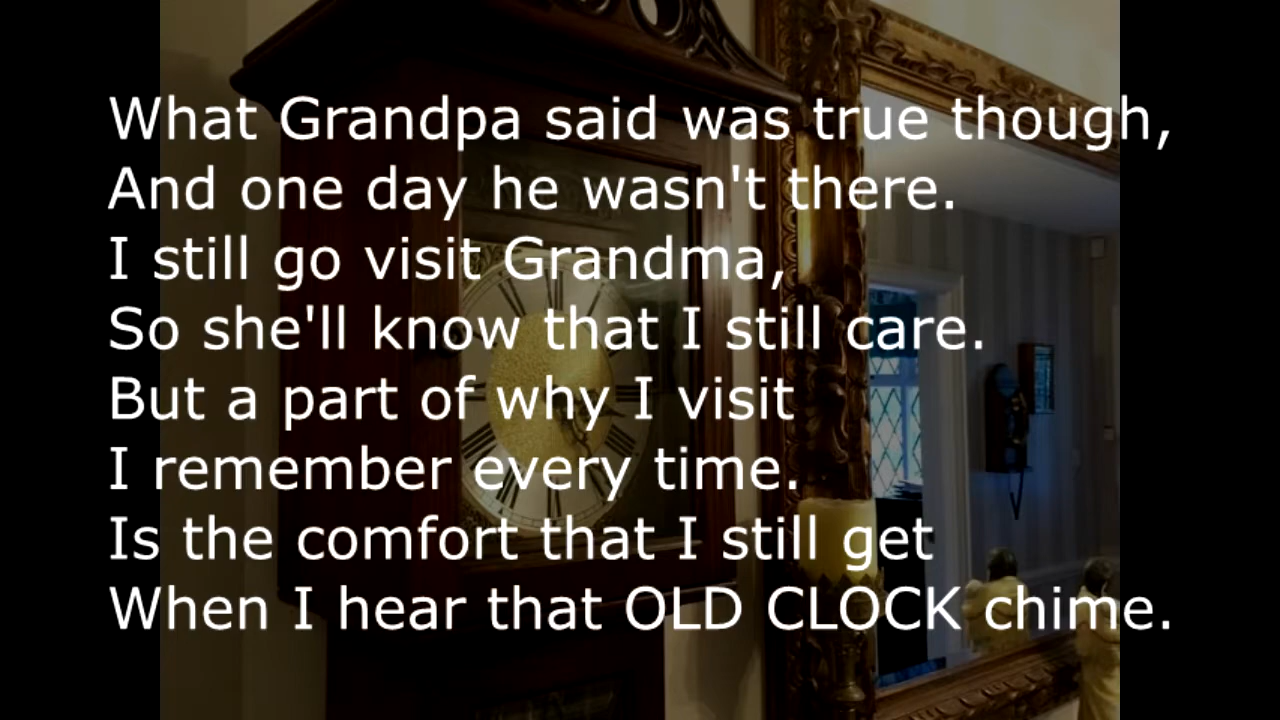 What Grandpa said was true though,
And one day he wasn't there.
I still go visit Grandma,
So she'll know that I still care.
But a part of why I visit
I remember every time.
Is the comfort that I still get
When I hear that OLD CLOCK chime.